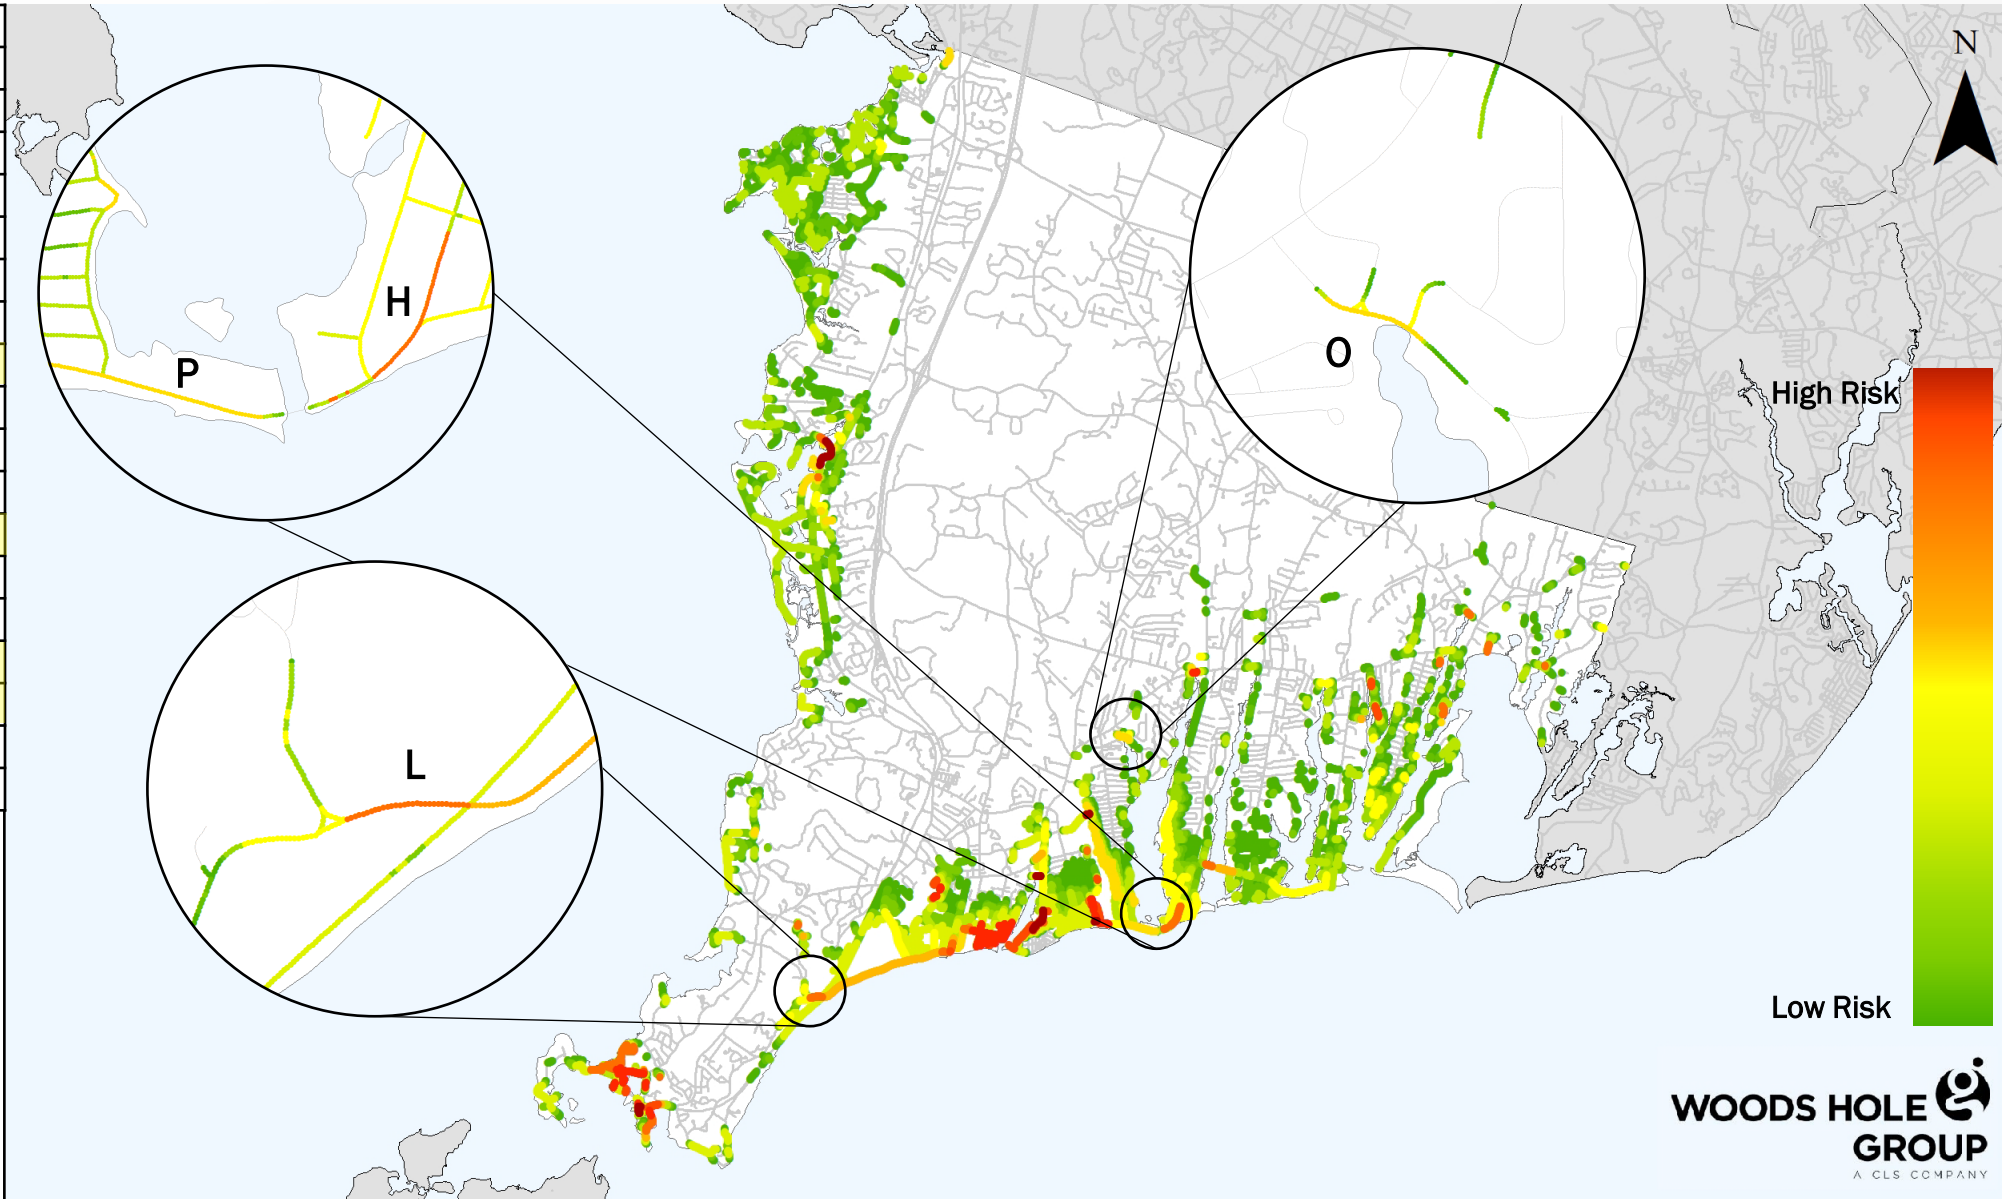 N
High Risk
H
P
O
L
Low Risk
WOODS HOLE
GROUP
A CLS COMPANY